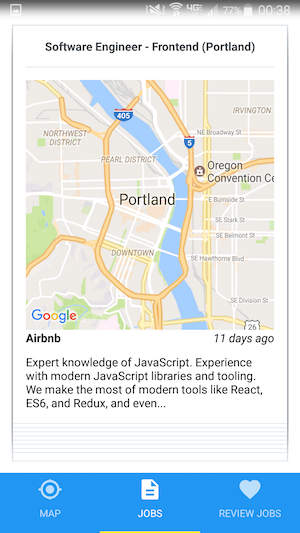 4G 77% 00:38
Software Engineer - Frontend (Portland)
405
IRVINGTON
NORTHWEST
DISTRICT
PEARL DISTRICT
5
NE Broadway St
Oregon
Convention Ce
Portland
E Burnside St
SE Stark St
SE Belmont St
DOWNTOWN
SE Hawthorne Blvd
SE Division St
Google
26
Airbnb 11 days ago
Expert knowledge of JavaScript. Experience
with modern JavaScript libraries and tooling.
We make the most of modern tools like React,
ES6, and Redux, and even...
MAP JOBS REVIEW JOBS